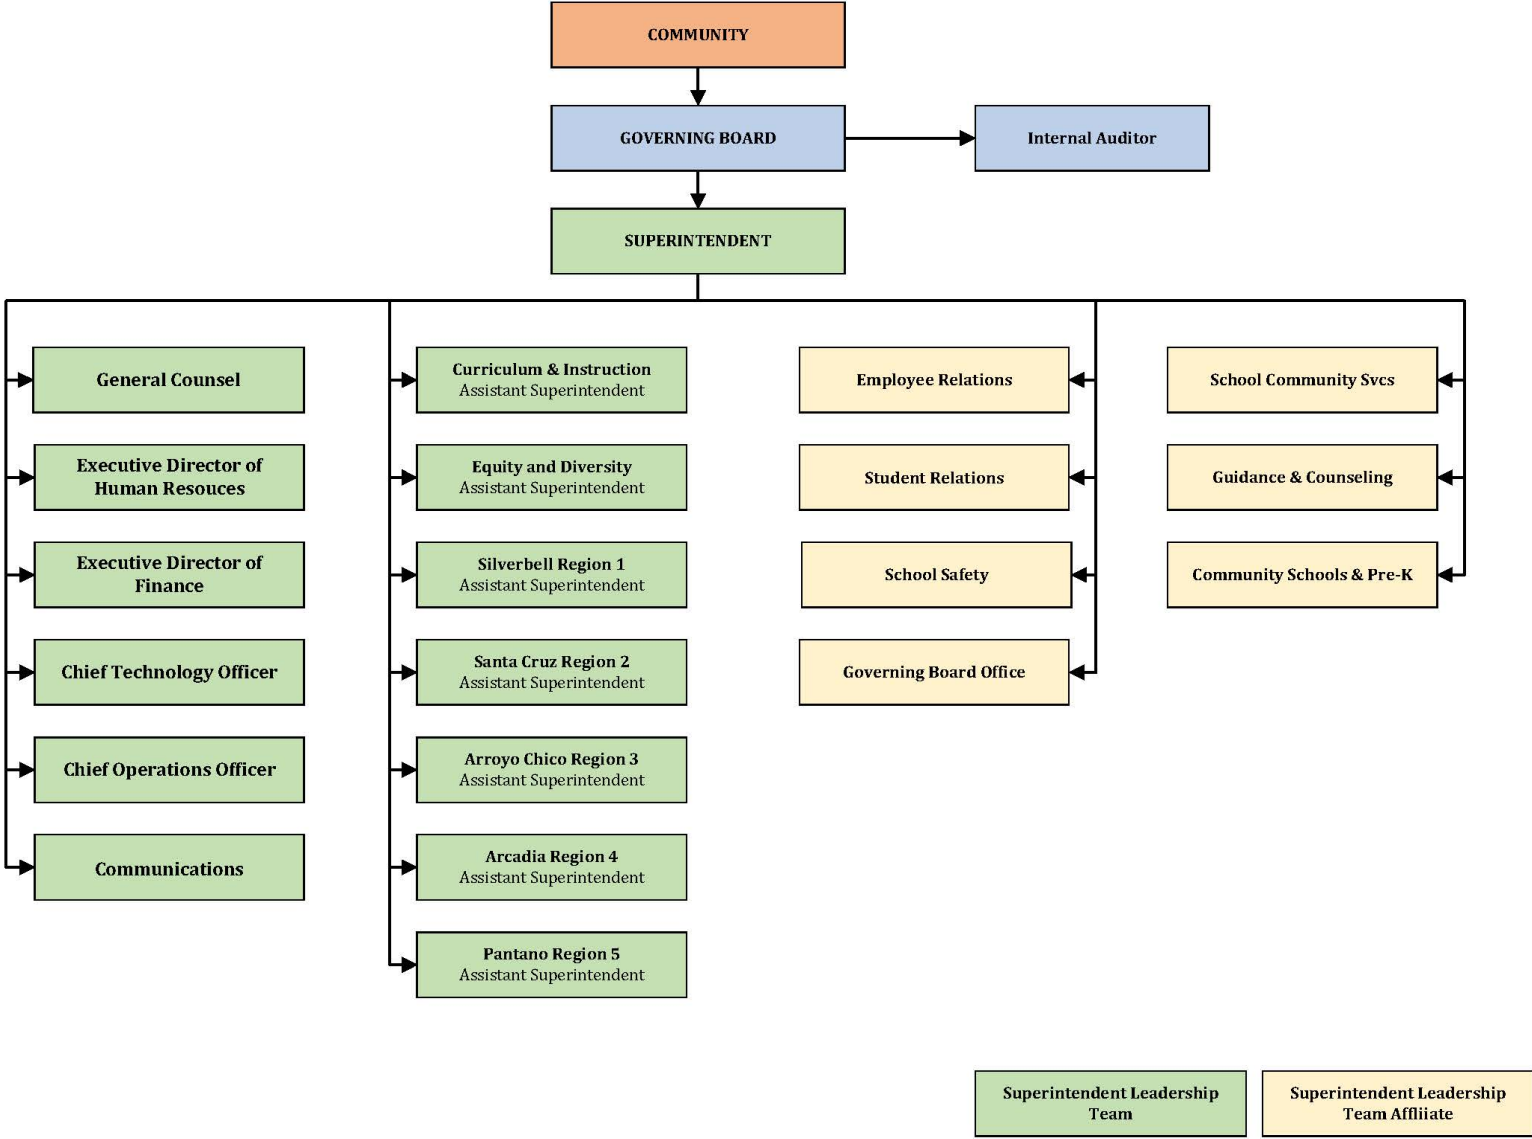 COMMUNITY
GOVERNING BOARD
Internal Auditor
SUPERINTENDENT
General Counsel
Executive Director of
Human Resouces
Executive Director of
Finance
Chief Technology Officer
Chief Operations Officer
Communications
Curriculum & Instruction
Assistant Superintendent
Equity and Diversity
Assistant Superintendent
Silverbell Region 1
Assistant Superintendent
Santa Cruz Region 2
Assistant Superintendent
Arroyo Chico Region 3
Assistant Superintendent
Arcadia Region 4
Assistant Superintendent
Pantano Region 5
Assistant Superintendent
Employee Relations
Student Relations
School Safety
Governing Board Office
School Community Svcs
Guidance & Counseling
Community Schools & Pre-K
Superintendent Leadership
Team
Superintendent Leadership
Team Affliiate